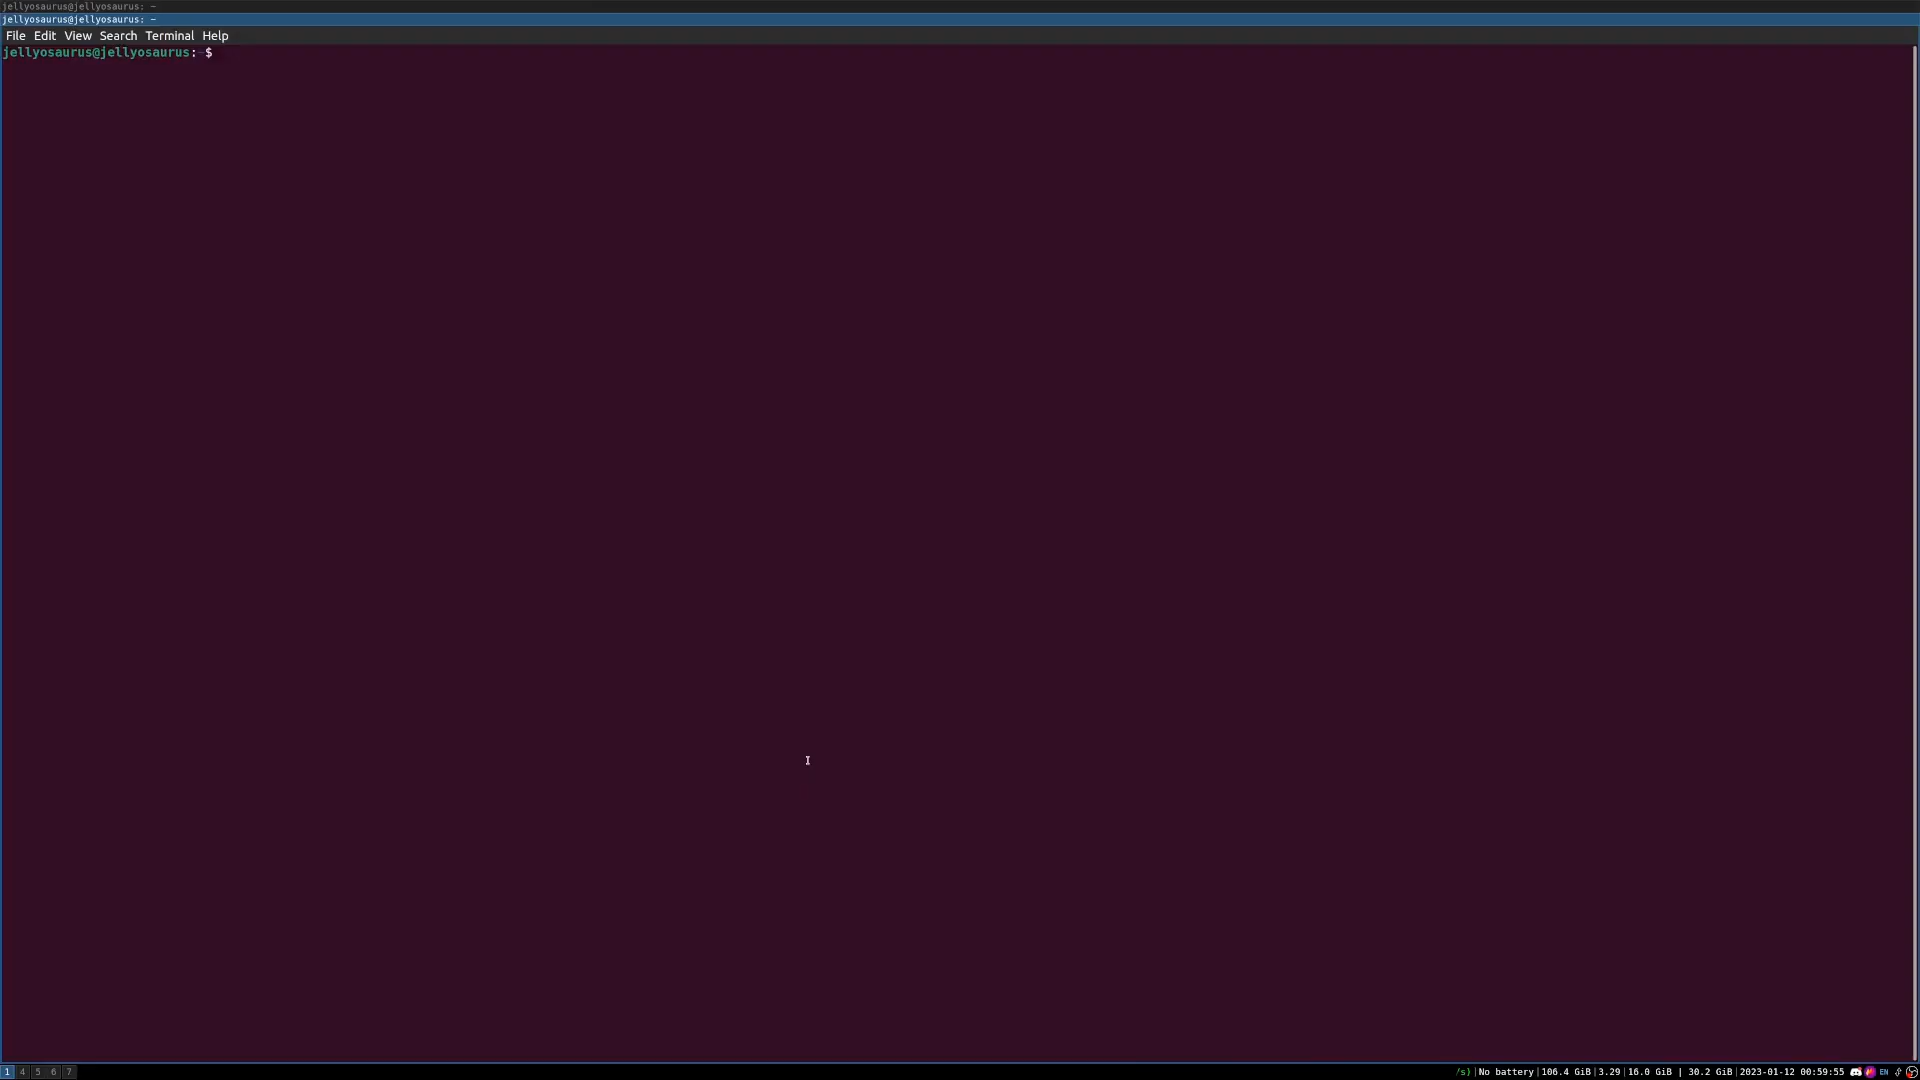 jellyosaurus@jellyosaurus: ~
jellyosaurus@jellyosaurus: ~
File Edit View Search Terminal Help
jellyosaurus@jellyosaurus:~$
1 4 5 6 7 /s)|No battery|106.4 GiB|3.29|16.0 GiB | 30.2 GiB|2023-01-12 00:59:55 EN